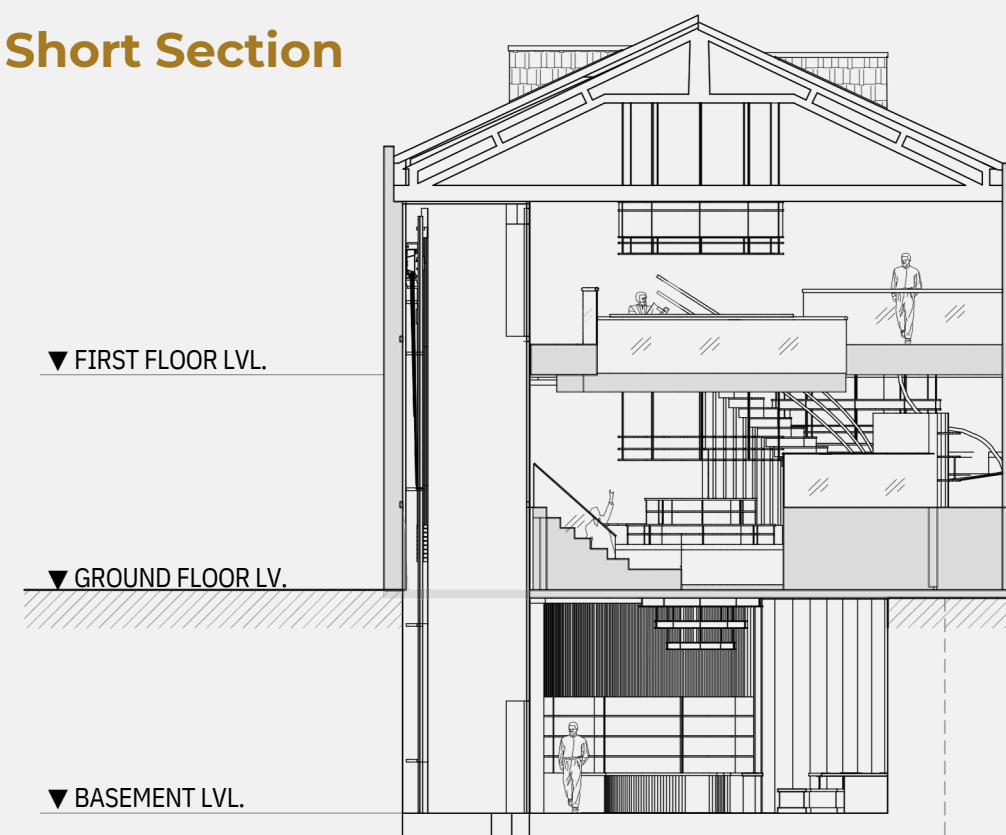 Short Section
▼ FIRST FLOOR LVL.
▼ GROUND FLOOR LV.
▼ BASEMENT LVL.